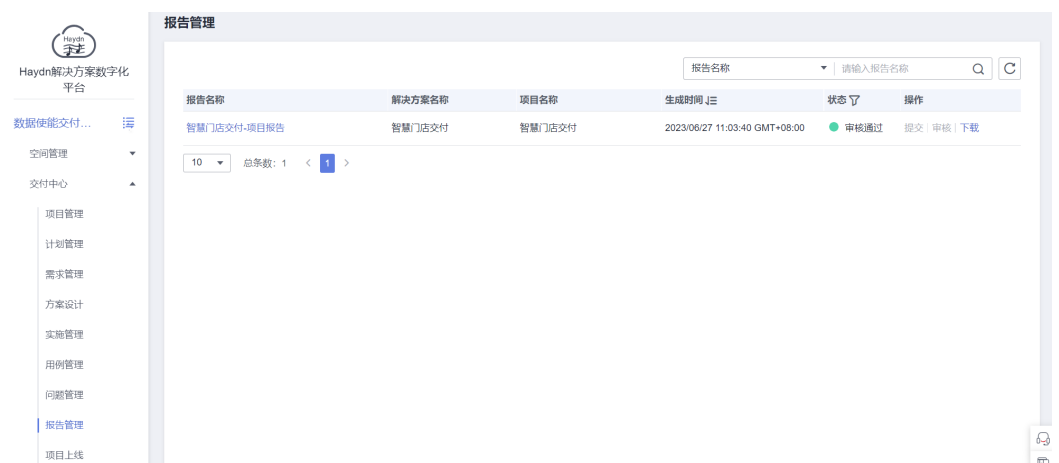 报告管理
Haydn
Haydn解决方案数字化
平台
数据使能交付...
空间管理
交付中心
项目管理
计划管理
需求管理
方案设计
实施管理
用例管理
问题管理
报告管理
项目上线
报告名称 请输入报告名称
报告名称 解决方案名称 项目名称 生成时间 状态 操作
智慧门店交付-项目报告 智慧门店交付 智慧门店交付 2023/06/27 11:03:40 GMT+08:00 审核通过 提交 审核 下载
10 总条数: 1 < 1 >